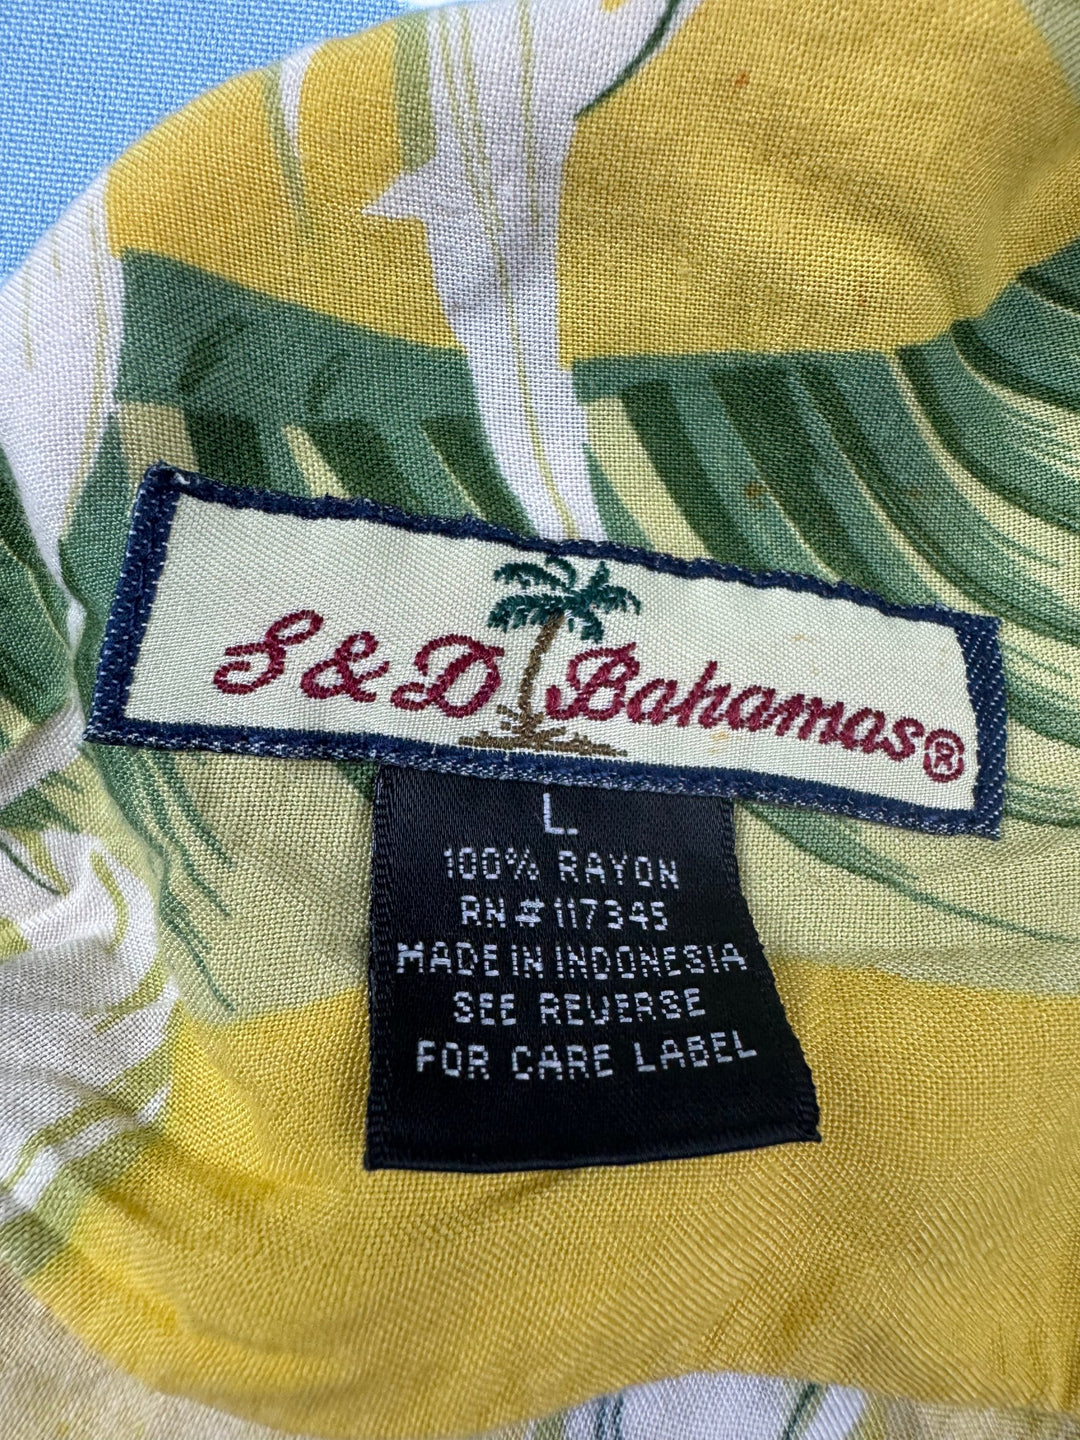 S & D Bahamas®
L
100% RAYON
RN# 117345
MADE IN INDONESIA
SEE REVERSE
FOR CARE LABEL